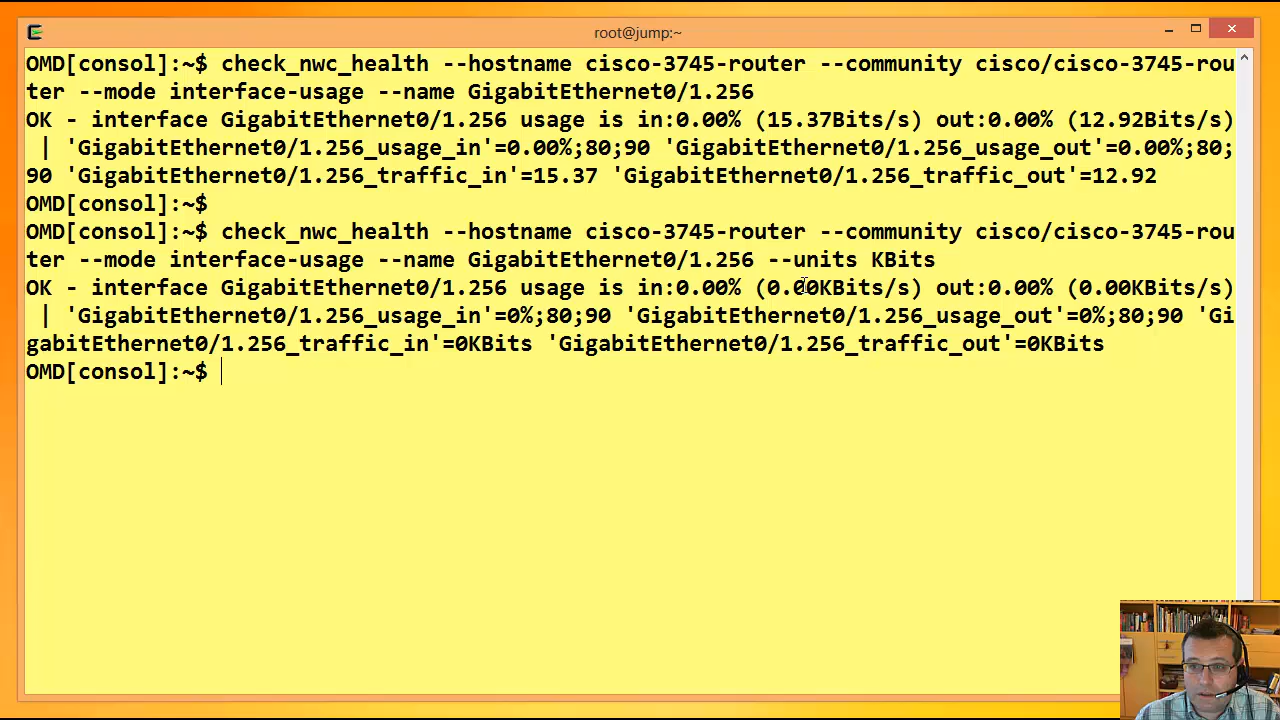 root@jump:~
OMD[consol]:~$ check_nwc_health --hostname cisco-3745-router --community cisco/cisco-3745-rou
ter --mode interface-usage --name GigabitEthernet0/1.256
OK - interface GigabitEthernet0/1.256 usage is in:0.00% (15.37Bits/s) out:0.00% (12.92Bits/s)
 | 'GigabitEthernet0/1.256_usage_in'=0.00%;80;90 'GigabitEthernet0/1.256_usage_out'=0.00%;80;
90 'GigabitEthernet0/1.256_traffic_in'=15.37 'GigabitEthernet0/1.256_traffic_out'=12.92
OMD[consol]:~$
OMD[consol]:~$ check_nwc_health --hostname cisco-3745-router --community cisco/cisco-3745-rou
ter --mode interface-usage --name GigabitEthernet0/1.256 --units KBits
OK - interface GigabitEthernet0/1.256 usage is in:0.00% (0.00KBits/s) out:0.00% (0.00KBits/s)
 | 'GigabitEthernet0/1.256_usage_in'=0%;80;90 'GigabitEthernet0/1.256_usage_out'=0%;80;90 'Gi
gabitEthernet0/1.256_traffic_in'=0KBits 'GigabitEthernet0/1.256_traffic_out'=0KBits
OMD[consol]:~$